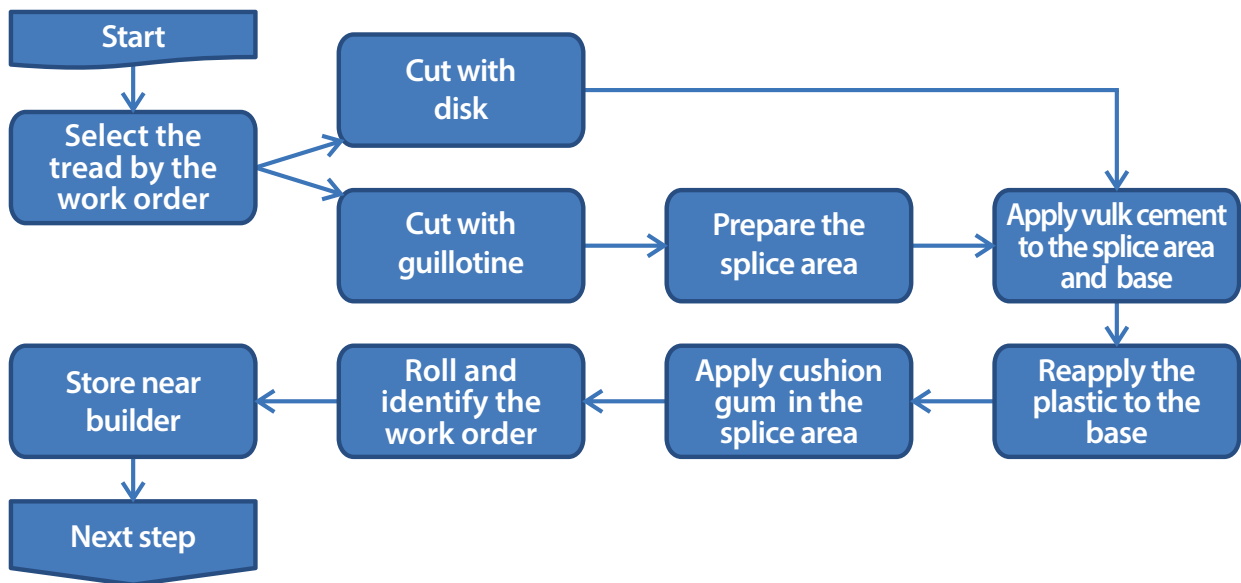 Start
Select the
tread by the
work order
Cut with
disk
Cut with
guillotine
Prepare the
splice area
Apply vulk cement
to the splice area
and base
Reapply the
plastic to the
base
Apply cushion
gum in the
splice area
Roll and
identify the
work order
Store near
builder
Next step